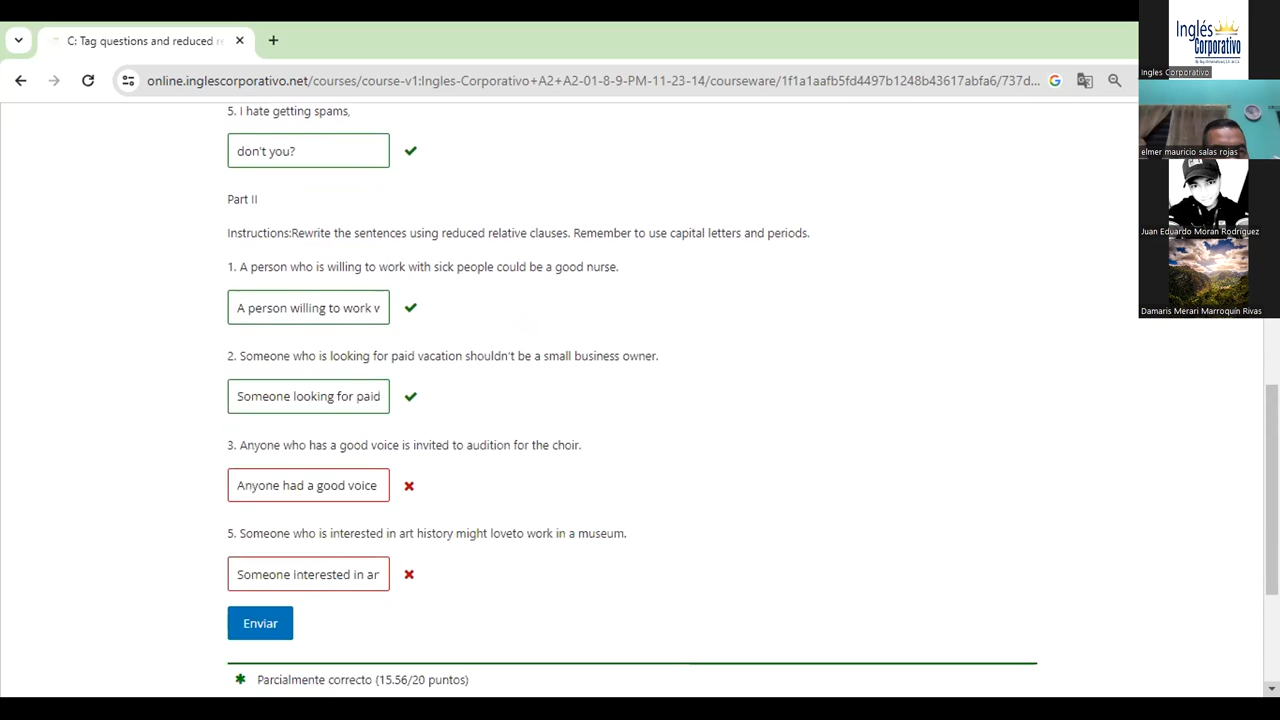 C: Tag questions and reduced re
online.inglescorporativo.net/courses/course-v1:Ingles-Corporativo+A2+A2-01-8-9-PM-11-23-14/courseware/1f1a1aafb5fd4497b1248b43617abfa6/737d...
5. I hate getting spams,
don't you?
Part II
Instructions:Rewrite the sentences using reduced relative clauses. Remember to use capital letters and periods.
1. A person who is willing to work with sick people could be a good nurse.
A person willing to work v
2. Someone who is looking for paid vacation shouldn't be a small business owner.
Someone looking for paid
3. Anyone who has a good voice is invited to audition for the choir.
Anyone had a good voice
5. Someone who is interested in art history might loveto work in a museum.
Someone interested in ar
Enviar
Parcialmente correcto (15.56/20 puntos)
Inglés
Corporativo
Ingles Corporativo
elmer mauricio salas rojas
Juan Eduardo Moran Rodriguez
Damaris Merari Marroquín Rivas